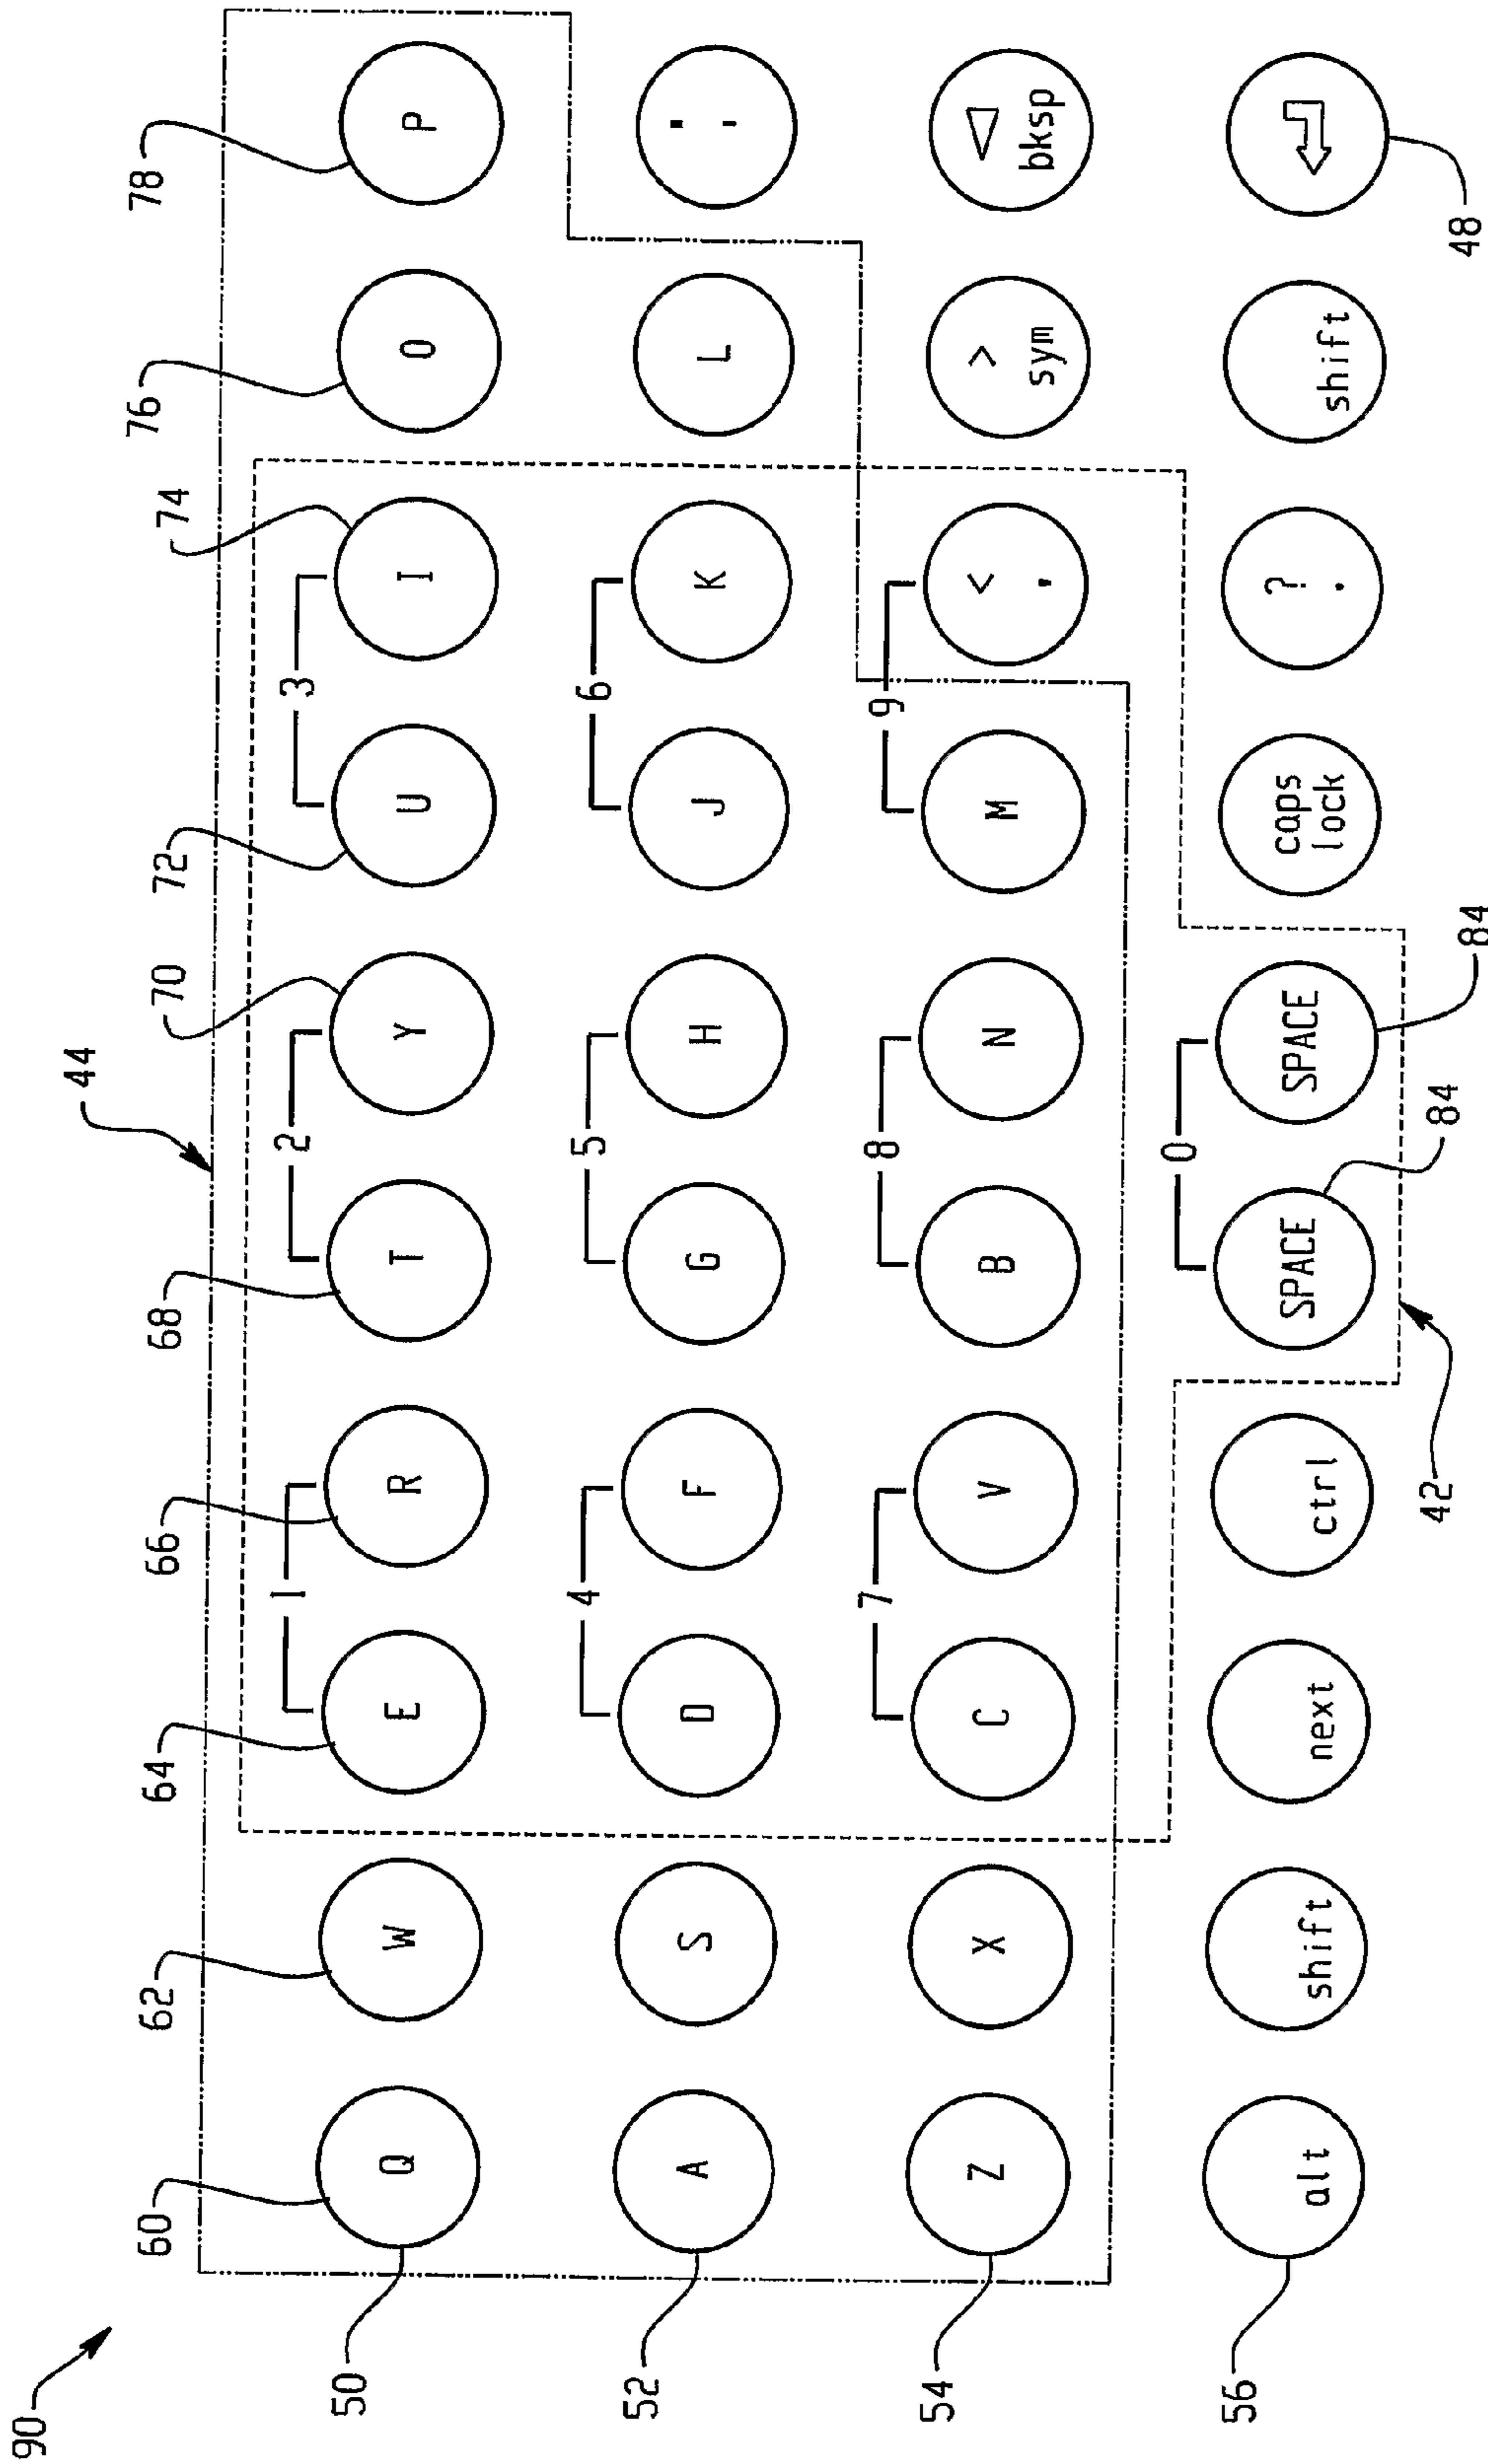 90
44
60 62 64 66 68 70 72 74 76 78
1 2 3
50 Q W E R T Y U I O P
4 5 6
52 A S D F G H J K L : ;
7 8 9
54 Z X C V B N M < , > sym bksp
0
56 alt shift next ctrl SPACE SPACE caps lock ? . shift
42 84 84 48